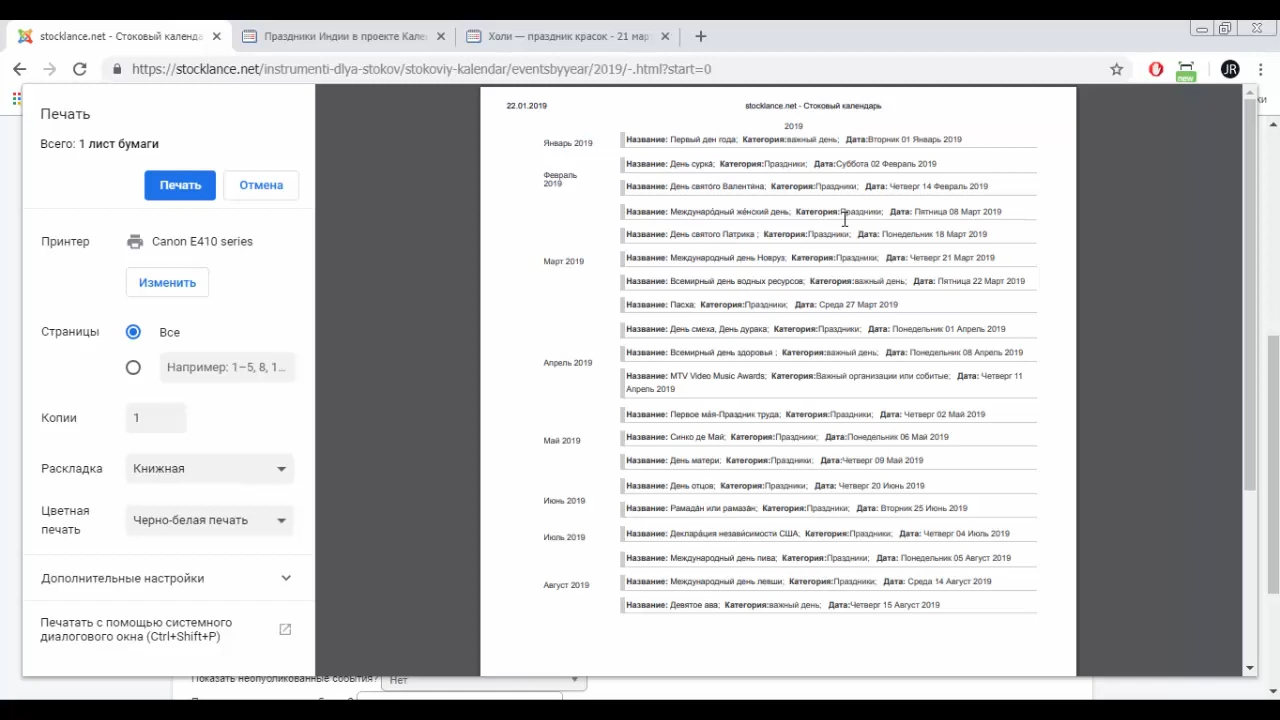 stocklance.net - Стоковый календа
Праздники Индии в проекте Кале
Холи — праздник красок - 21 мар
https://stocklance.net/instrumenti-dlya-stokov/stokoviy-kalendar/eventsbyyear/2019/-.html?start=0
new
JR
Печать
Всего: 1 лист бумаги
Печать
Отмена
Принтер
Canon E410 series
Изменить
Страницы
Все
Например: 1–5, 8, 1...
Копии
1
Раскладка
Книжная
Цветная печать
Черно-белая печать
Дополнительные настройки
Печатать с помощью системного
диалогового окна (Ctrl+Shift+P)
22.01.2019
stocklance.net - Стоковый календарь
2019
Январь 2019
Название: Первый ден года; Категория:важный день; Дата:Вторник 01 Январь 2019
Февраль 2019
Название: День сурка; Категория:Праздники; Дата:Суббота 02 Февраль 2019
Название: День святого Валентина; Категория:Праздники; Дата: Четверг 14 Февраль 2019
Март 2019
Название: Международный женский день; Категория:Праздники; Дата: Пятница 08 Март 2019
Название: День святого Патрика ; Категория:Праздники; Дата: Понедельник 18 Март 2019
Название: Международный день Новруз; Категория:Праздники; Дата: Четверг 21 Март 2019
Название: Всемирный день водных ресурсов; Категория:важный день; Дата: Пятница 22 Март 2019
Название: Пасха; Категория:Праздники; Дата: Среда 27 Март 2019
Апрель 2019
Название: День смеха, День дурака; Категория:Праздники; Дата: Понедельник 01 Апрель 2019
Название: Всемирный день здоровья ; Категория:важный день; Дата: Понедельник 08 Апрель 2019
Название: MTV Video Music Awards; Категория:Важный организации или собитые; Дата: Четверг 11
Апрель 2019
Май 2019
Название: Первое мая-Праздник труда; Категория:Праздники; Дата: Четверг 02 Май 2019
Название: Синко де Май; Категория:Праздники; Дата:Понедельник 06 Май 2019
Название: День матери; Категория:Праздники; Дата:Четверг 09 Май 2019
Июнь 2019
Название: День отцов; Категория:Праздники; Дата: Четверг 20 Июнь 2019
Название: Рамадан или рамазан; Категория:Праздники; Дата: Вторник 25 Июнь 2019
Июль 2019
Название: Декларация независимости США; Категория:Праздники; Дата: Четверг 04 Июль 2019
Август 2019
Название: Международный день пива; Категория:Праздники; Дата: Понедельник 05 Август 2019
Название: Международный день левши; Категория:Праздники; Дата: Среда 14 Август 2019
Название: Девятое ава; Категория:важный день; Дата:Четверг 15 Август 2019
Показать неопубликованные события?
Нет